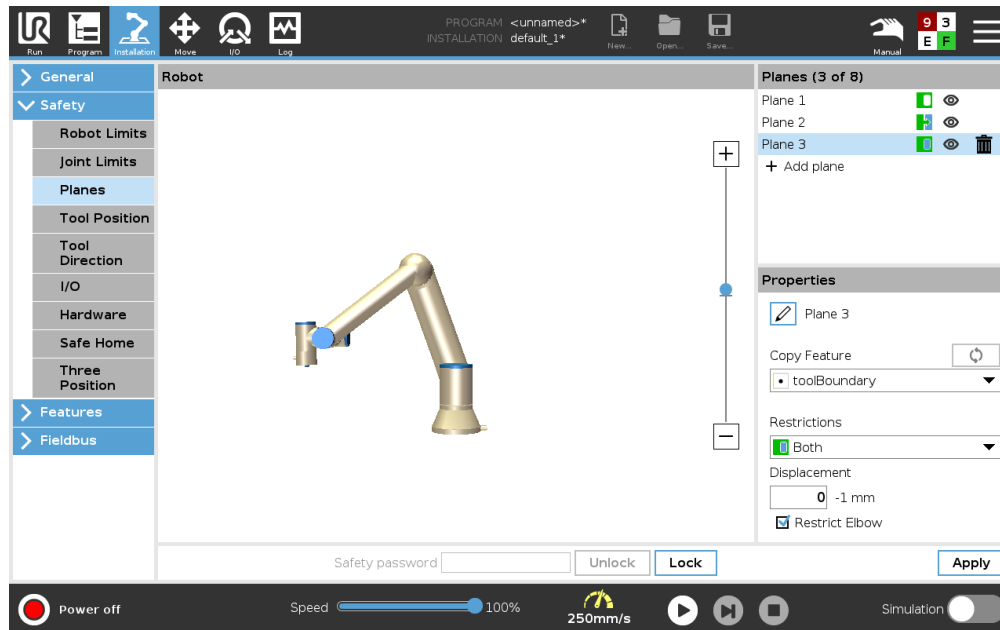 PROGRAM <unnamed>*
INSTALLATION default_1*
Run
Program
Installation
Move
I/O
Log
New...
Open...
Save...
Manual
9 3
E F
General
Safety
Robot Limits
Joint Limits
Planes
Tool Position
Tool
Direction
I/O
Hardware
Safe Home
Three
Position
Features
Fieldbus
Robot
Planes (3 of 8)
Plane 1
Plane 2
Plane 3
+ Add plane
Properties
Plane 3
Copy Feature
toolBoundary
Restrictions
Both
Displacement
0 -1 mm
Restrict Elbow
Safety password
Unlock
Lock
Apply
Power off
Speed
100%
250mm/s
Simulation